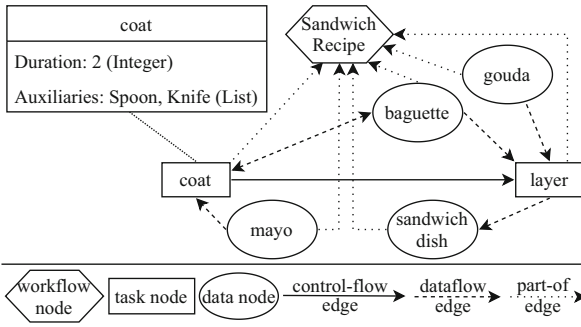 coat
Duration: 2 (Integer)
Auxiliaries: Spoon, Knife (List)
Sandwich
Recipe
gouda
baguette
coat
layer
mayo
sandwich
dish
workflow
node
task node
data node
control-flow
edge
dataflow
edge
part-of
edge